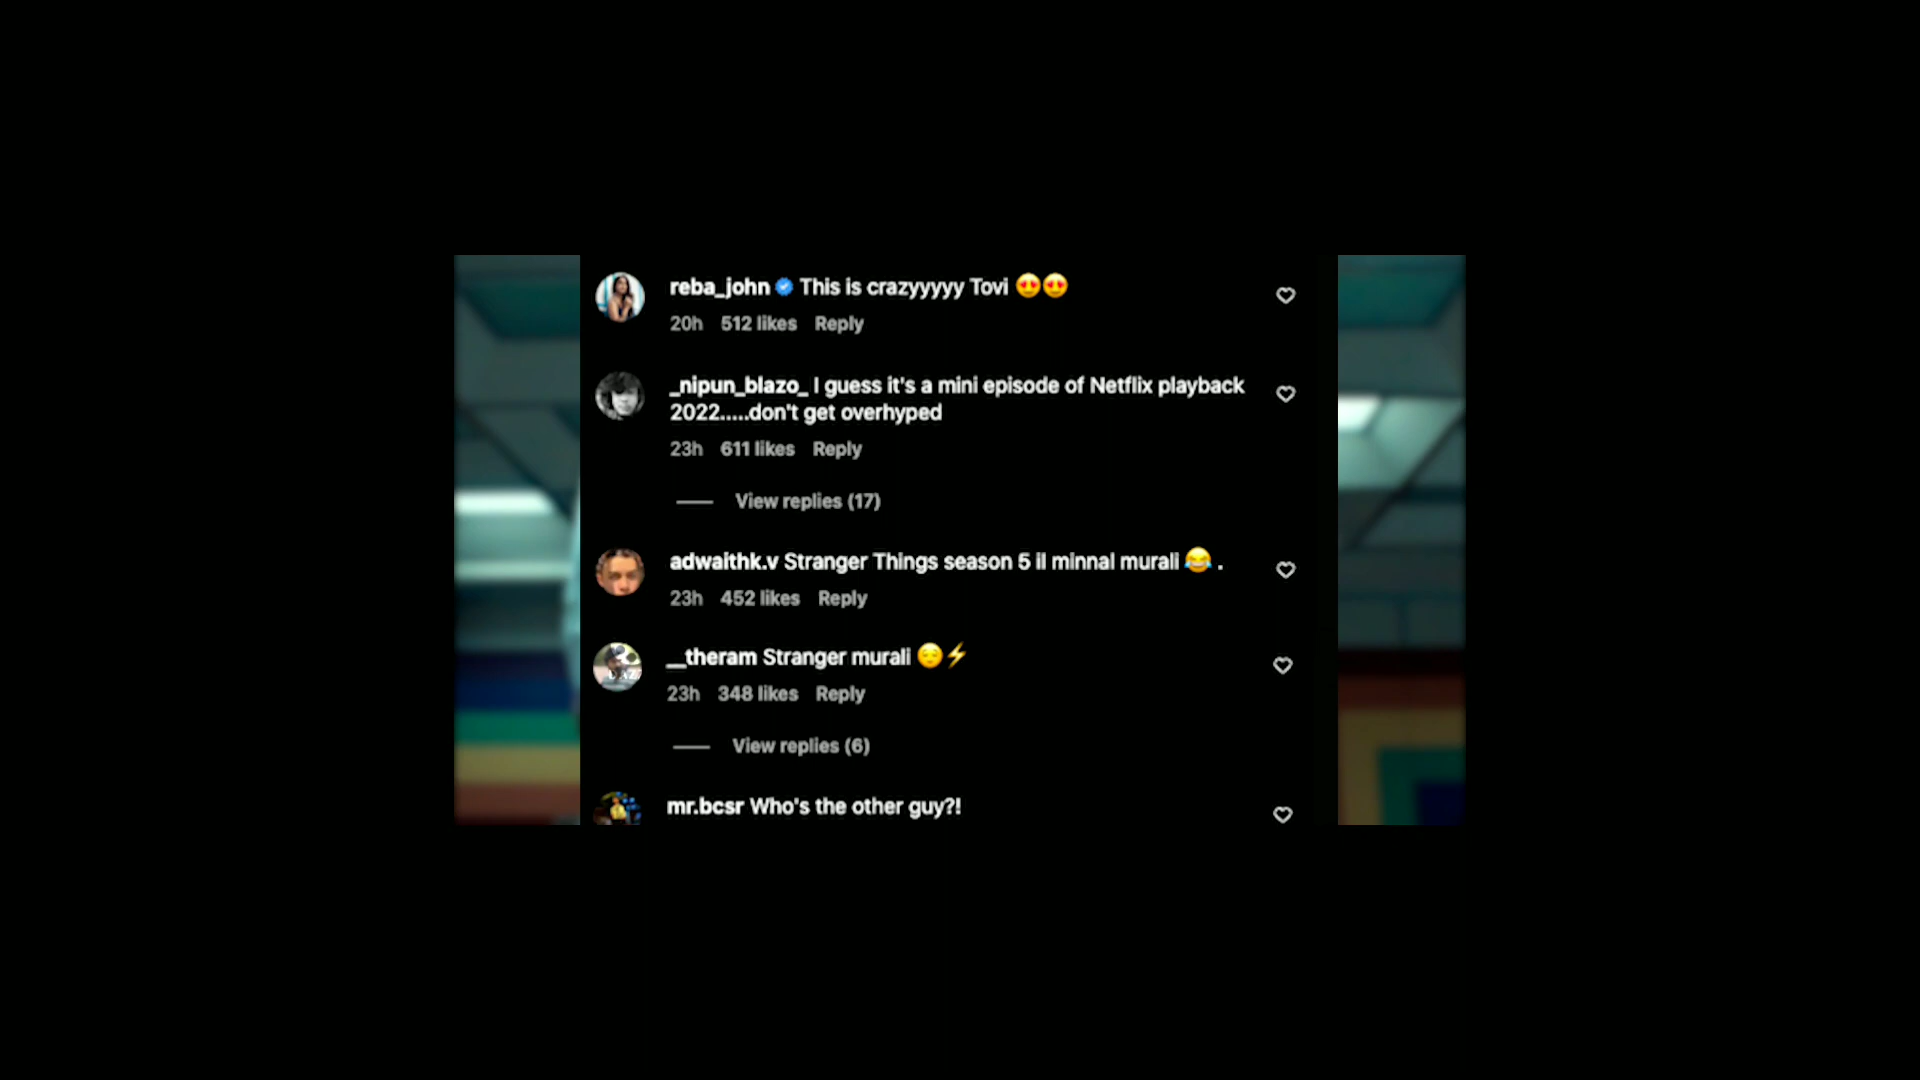 reba_john This is crazyyyyy Tovi 😍😍
20h 512 likes Reply
_nipun_blazo_ I guess it's a mini episode of Netflix playback
2022.....don't get overhyped
23h 611 likes Reply
View replies (17)
adwaithk.v Stranger Things season 5 il minnal murali 😂 .
23h 452 likes Reply
__theram Stranger murali 😌⚡
23h 348 likes Reply
View replies (6)
mr.bcsr Who's the other guy?!